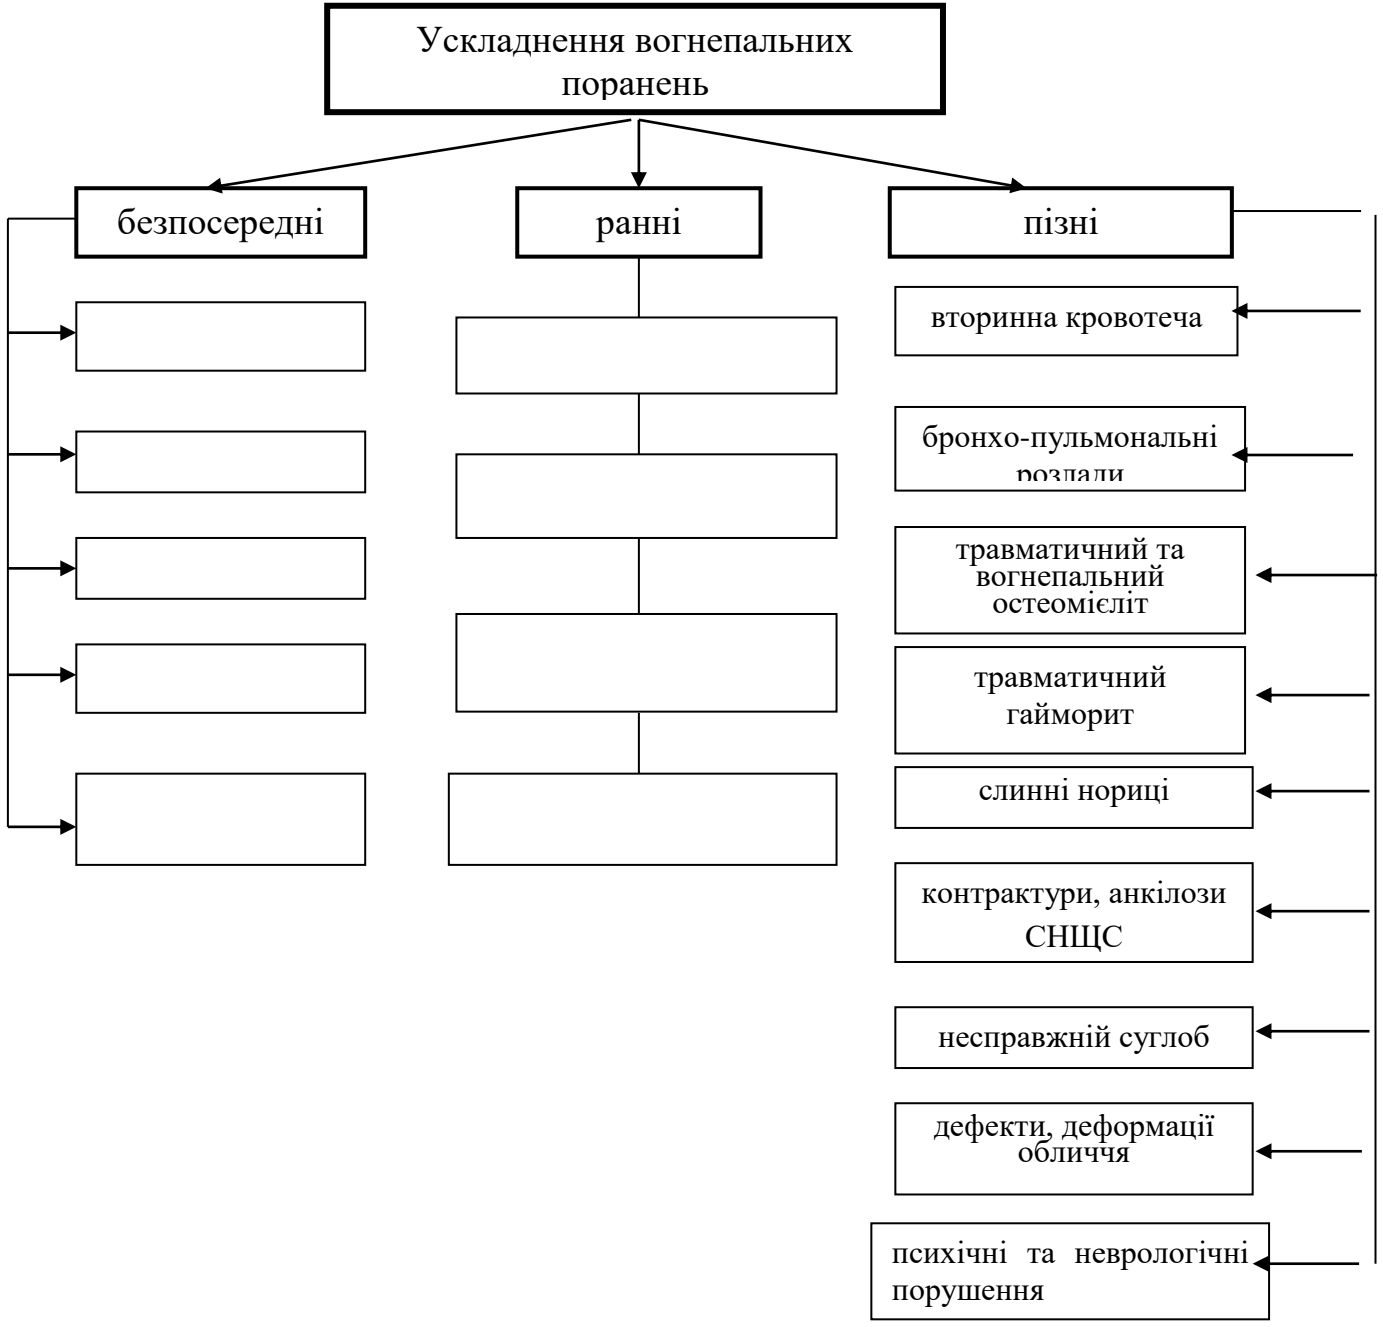 Ускладнення вогнепальних
поранень
безпосередні
ранні
пізні
вторинна кровотеча
бронхо-пульмональні
розлади
травматичний та
вогнепальний
остеомієліт
травматичний
гайморит
слинні нориці
контрактури, анкілози
СНЩС
несправжній суглоб
дефекти, деформації
обличчя
психічні та неврологічні
порушення